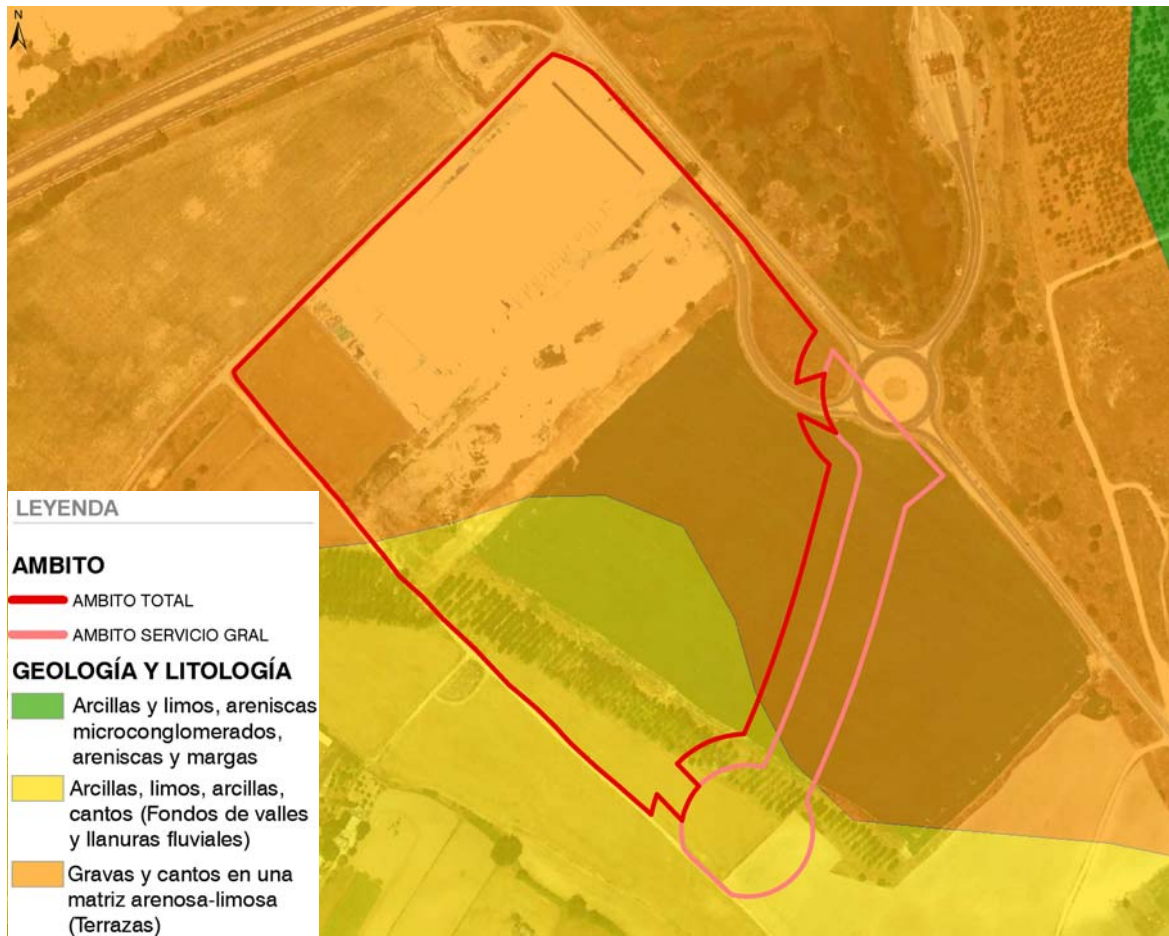 N
LEYENDA
AMBITO
AMBITO TOTAL
AMBITO SERVICIO GRAL
GEOLOGÍA Y LITOLOGÍA
Arcillas y limos, areniscas
microconglomerados,
areniscas y margas
Arcillas, limos, arcillas,
cantos (Fondos de valles
y llanuras fluviales)
Gravas y cantos en una
matriz arenosa-limosa
(Terrazas)